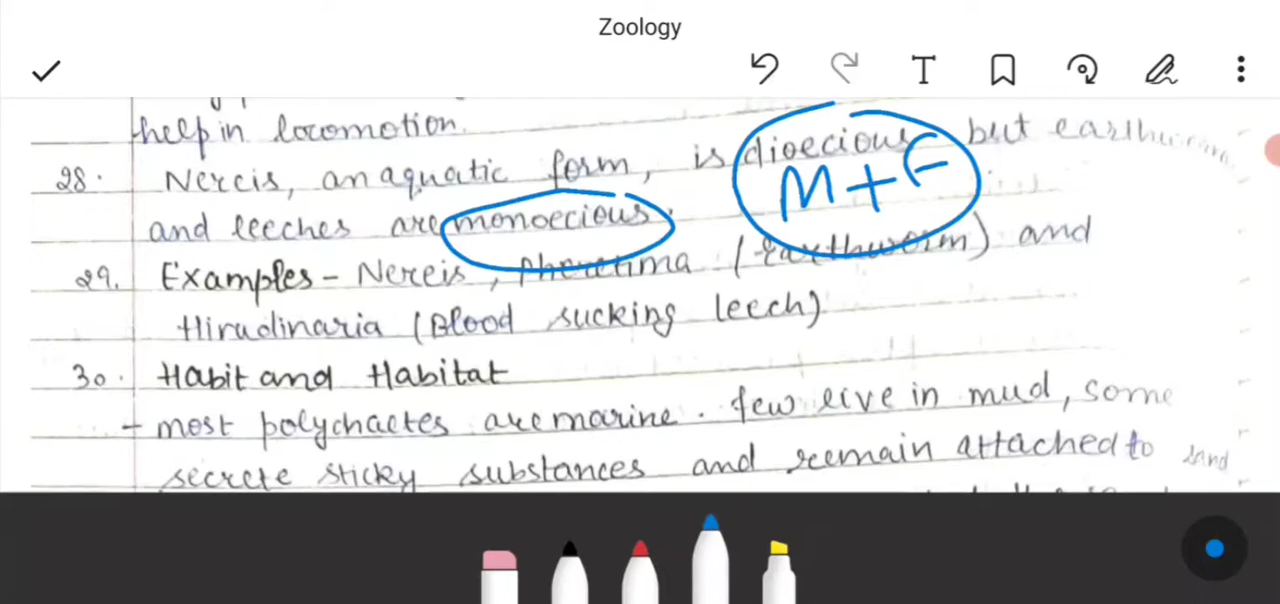 Zoology
T
help in locomotion.
28. Nereis, an aquatic form, is dioecious but earthworms
M+F
and leeches are monoecious.
29. Examples - Nereis, Pheretima (Earthworm) and
Hirudinaria (Blood sucking leech)
30. Habit and Habitat
- most polychaetes are marine. few live in mud, some
secrete sticky substances and remain attached to sand